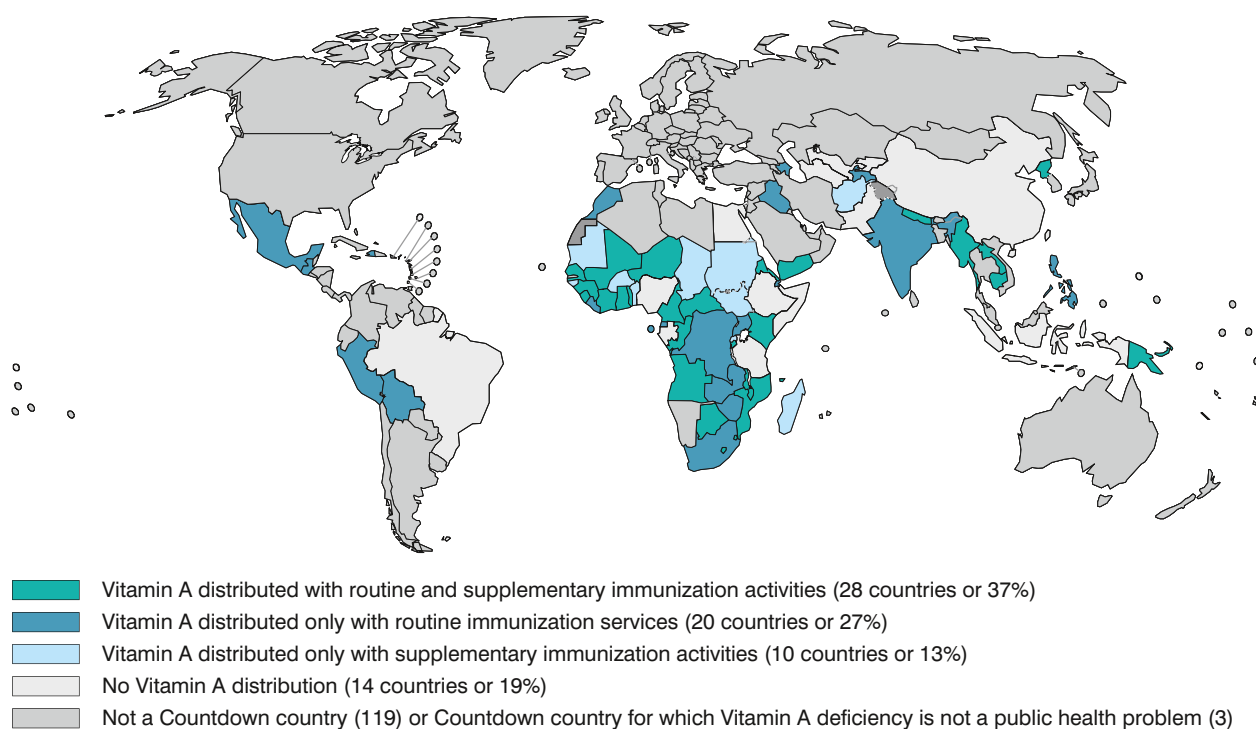 Vitamin A distributed with routine and supplementary immunization activities (28 countries or 37%)
Vitamin A distributed only with routine immunization services (20 countries or 27%)
Vitamin A distributed only with supplementary immunization activities (10 countries or 13%)
No Vitamin A distribution (14 countries or 19%)
Not a Countdown country (119) or Countdown country for which Vitamin A deficiency is not a public health problem (3)